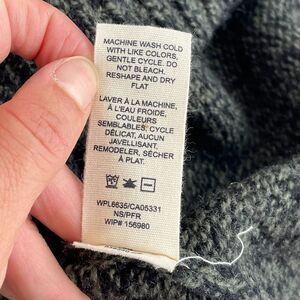 MACHINE WASH COLD
WITH LIKE COLORS,
GENTLE CYCLE. DO
NOT BLEACH.
RESHAPE AND DRY
FLAT
LAVER À LA MACHINE,
À L'EAU FROIDE,
COULEURS
SEMBLABLES, CYCLE
DÉLICAT, AUCUN
JAVELLISANT,
REMODELER, SÉCHER
À PLAT.
WPL6635/CA05331
NS/PFR
WIP# 156980